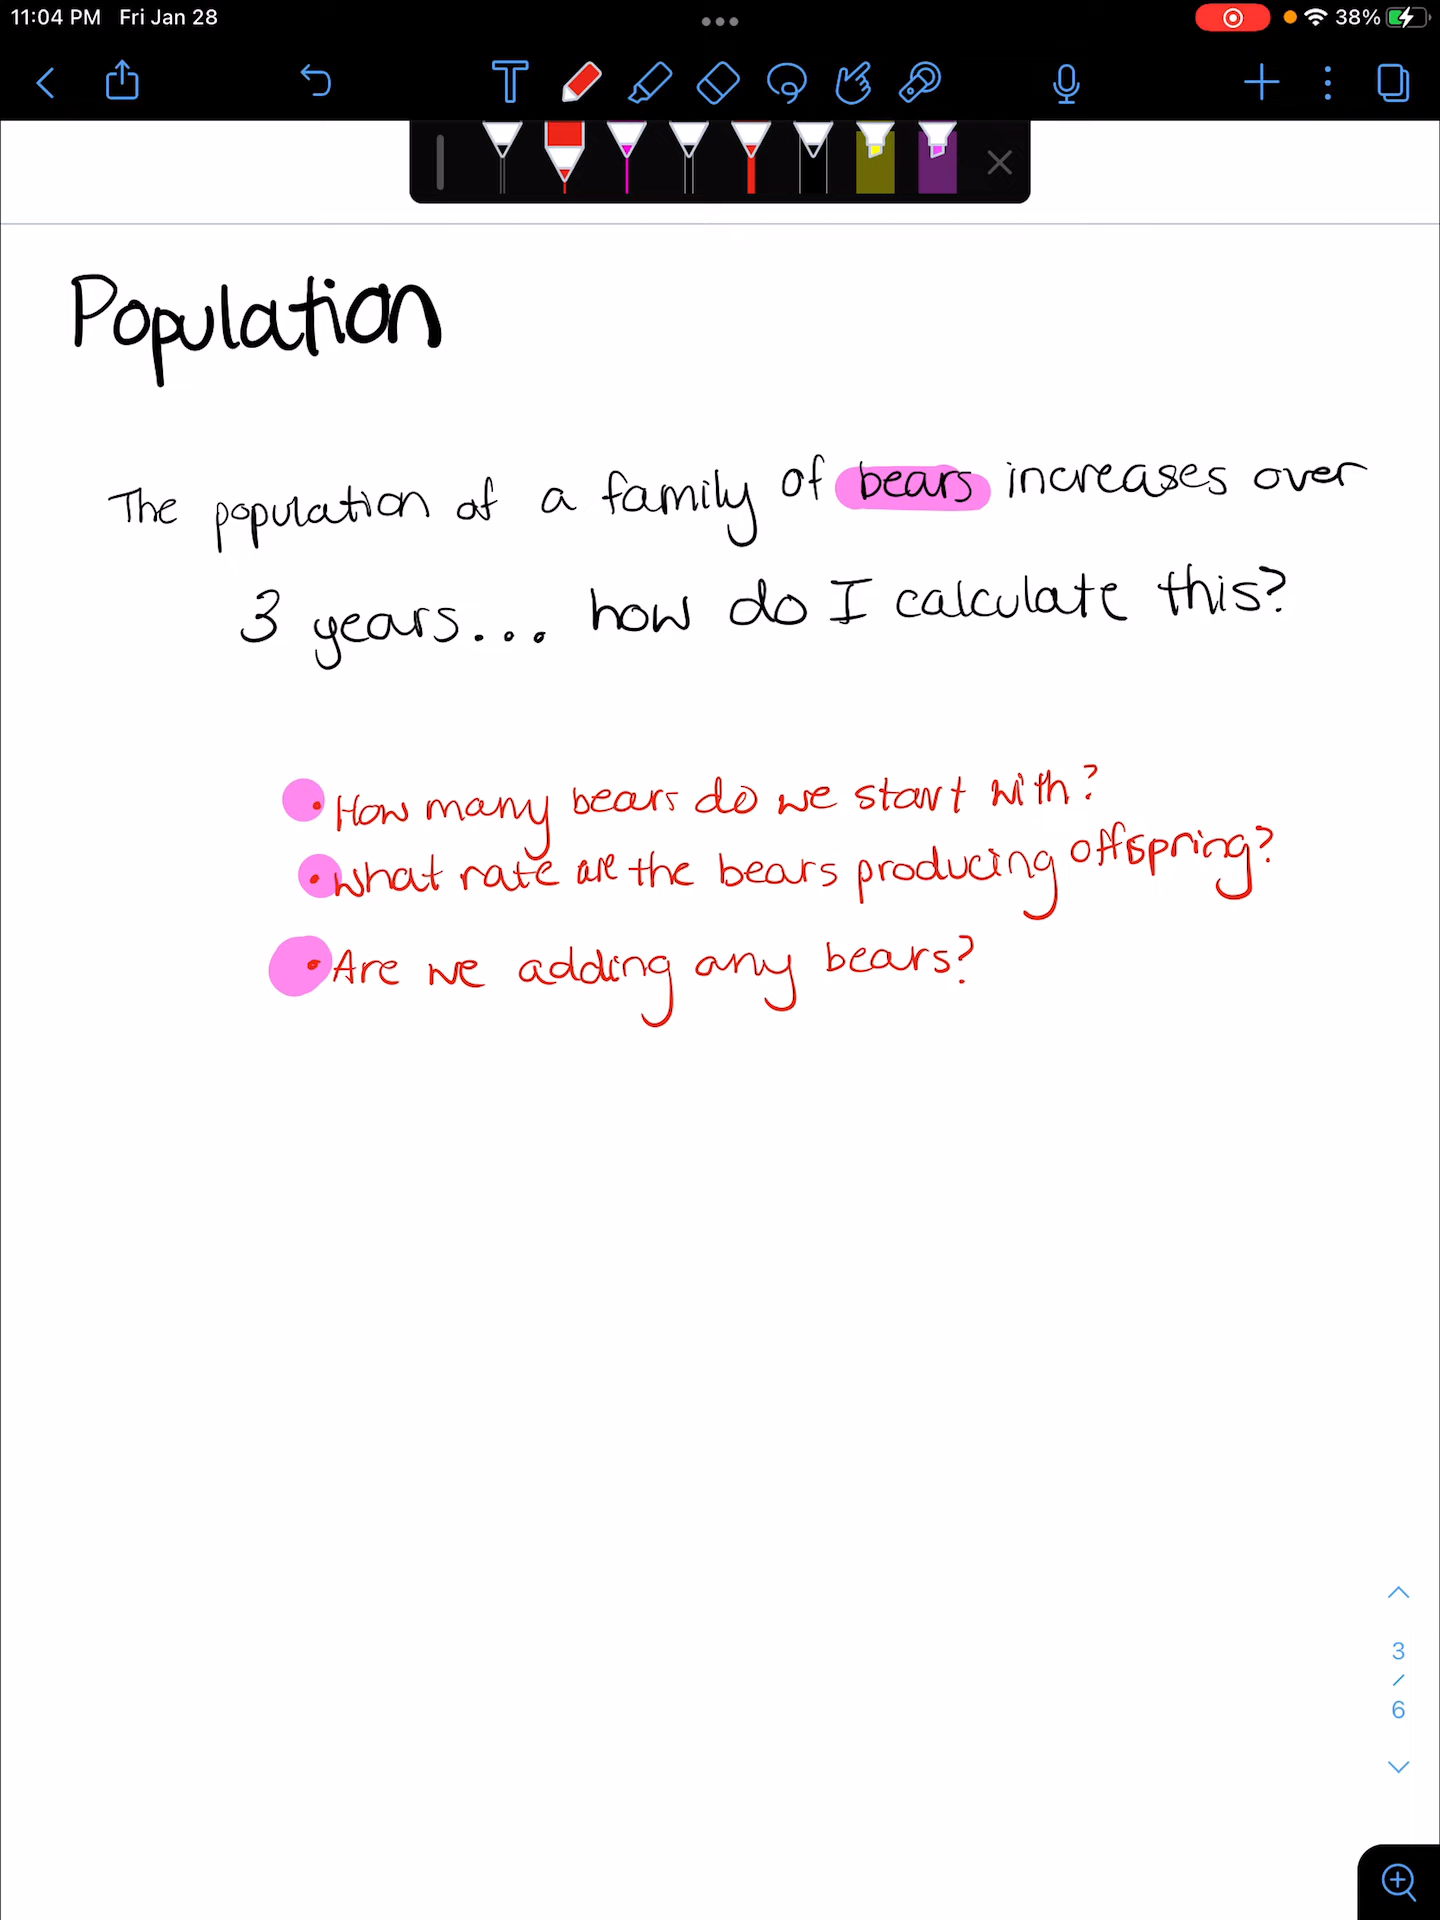 11:04 PM Fri Jan 28
38%
Population
The population of a family of bears increases over
3 years... how do I calculate this?
• How many bears do we start with?
• What rate are the bears producing offspring?
• Are we adding any bears?
3
/
6